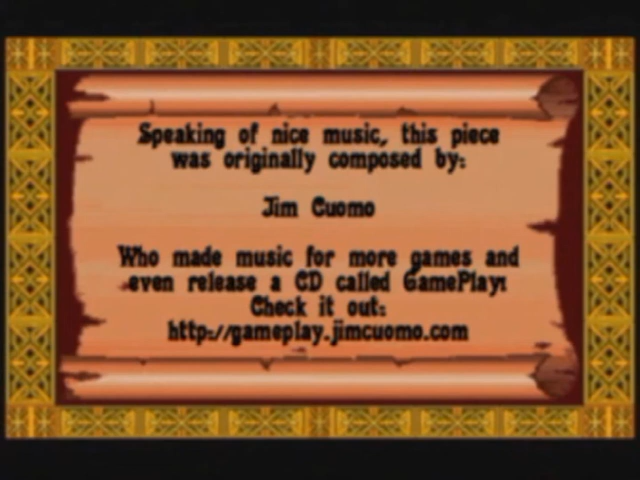 Speaking of nice music, this piece
was originally composed by:
Jim Cuomo
Who made music for more games and
even release a CD called GamePlay!
Check it out:
http://gameplay.jimcuomo.com